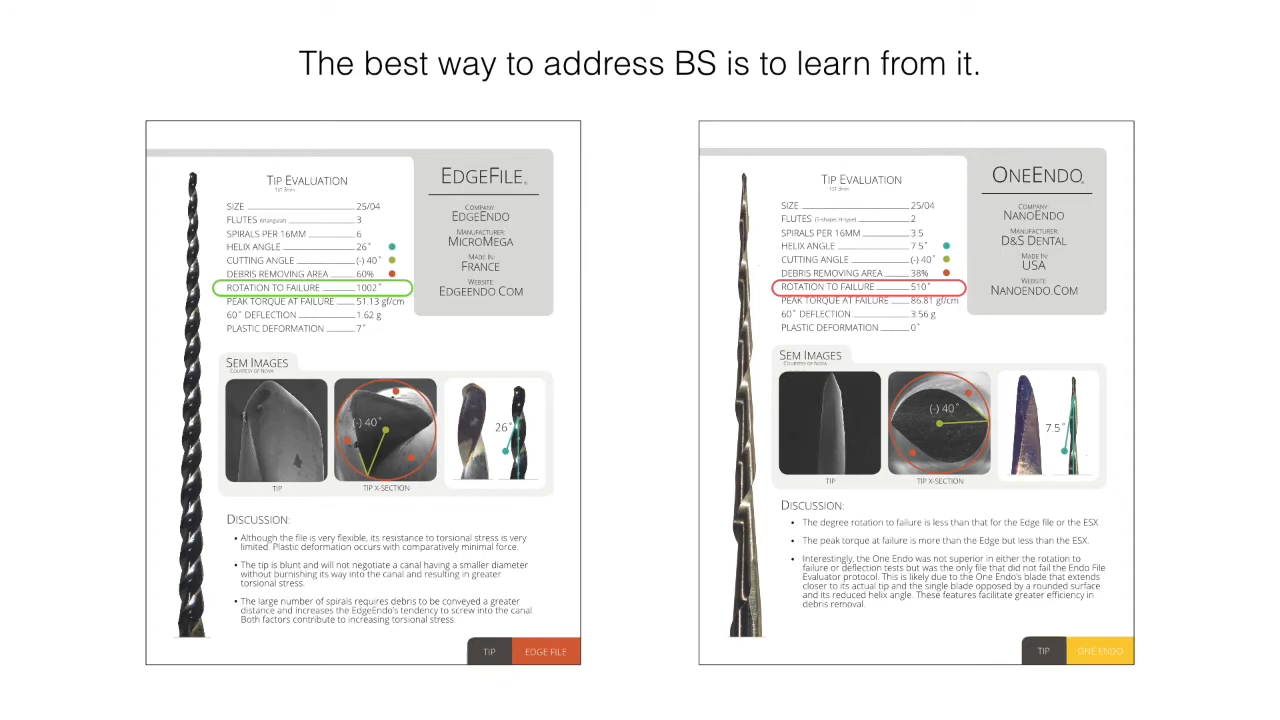 The best way to address BS is to learn from it.
TIP EVALUATION
1ST 3mm
SIZE 25/04
FLUTES (triangular) 3
SPIRALS PER 16MM 6
HELIX ANGLE 26°
CUTTING ANGLE (-) 40°
DEBRIS REMOVING AREA 60%
ROTATION TO FAILURE 1002°
PEAK TORQUE AT FAILURE 51.13 gf/cm
60° DEFLECTION 1.62 g
PLASTIC DEFORMATION 7°
EDGEFILE®
COMPANY:
EDGEENDO
MANUFACTURER:
MICROMEGA
MADE IN:
FRANCE
WEBSITE:
EDGEENDO.COM
SEM IMAGES
COURTESY OF NOVA
(-) 40°
26°
TIP
TIP X-SECTION
DISCUSSION:
• Although the file is very flexible, its resistance to torsional stress is very
limited. Plastic deformation occurs with comparatively minimal force.
• The tip is blunt and will not negotiate a canal having a smaller diameter
without burnishing its way into the canal and resulting in greater
torsional stress.
• The large number of spirals requires debris to be conveyed a greater
distance and increases the EdgeEndo's tendency to screw into the canal.
Both factors contribute to increasing torsional stress
TIP
EDGE FILE
TIP EVALUATION
1ST 3mm
SIZE 25/04
FLUTES (S-shape, H-type) 2
SPIRALS PER 16MM 3.5
HELIX ANGLE 7.5°
CUTTING ANGLE (-) 40°
DEBRIS REMOVING AREA 38%
ROTATION TO FAILURE 510°
PEAK TORQUE AT FAILURE 86.81 gf/cm
60° DEFLECTION 3.56 g
PLASTIC DEFORMATION 0°
ONEENDO®
COMPANY:
NANOENDO
MANUFACTURER:
D&S DENTAL
MADE IN:
USA
WEBSITE:
NANOENDO.COM
SEM IMAGES
COURTESY OF NOVA
(-) 40°
7.5°
TIP
TIP X-SECTION
DISCUSSION:
• The degree rotation to failure is less than that for the Edge file or the ESX
• The peak torque at failure is more than the Edge but less than the ESX.
• Interestingly, the One Endo was not superior in either the rotation to
failure or deflection tests but was the only file that did not fail the Endo File
Evaluator protocol. This is likely due to the One Endo's blade that extends
closer to its actual tip and the single blade opposed by a rounded surface
and its reduced helix angle. These features facilitate greater efficiency in
debris removal.
TIP
ONE ENDO